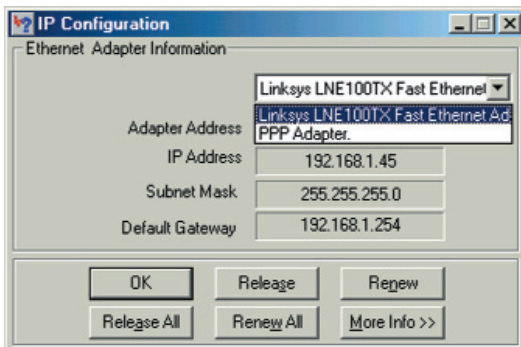 IP Configuration
Ethernet Adapter Information
Linksys LNE100TX Fast Ethernet
Linksys LNE100TX Fast Ethernet Ad
PPP Adapter.
Adapter Address
IP Address 192.168.1.45
Subnet Mask 255.255.255.0
Default Gateway 192.168.1.254
OK Release Renew
Release All Renew All More Info >>